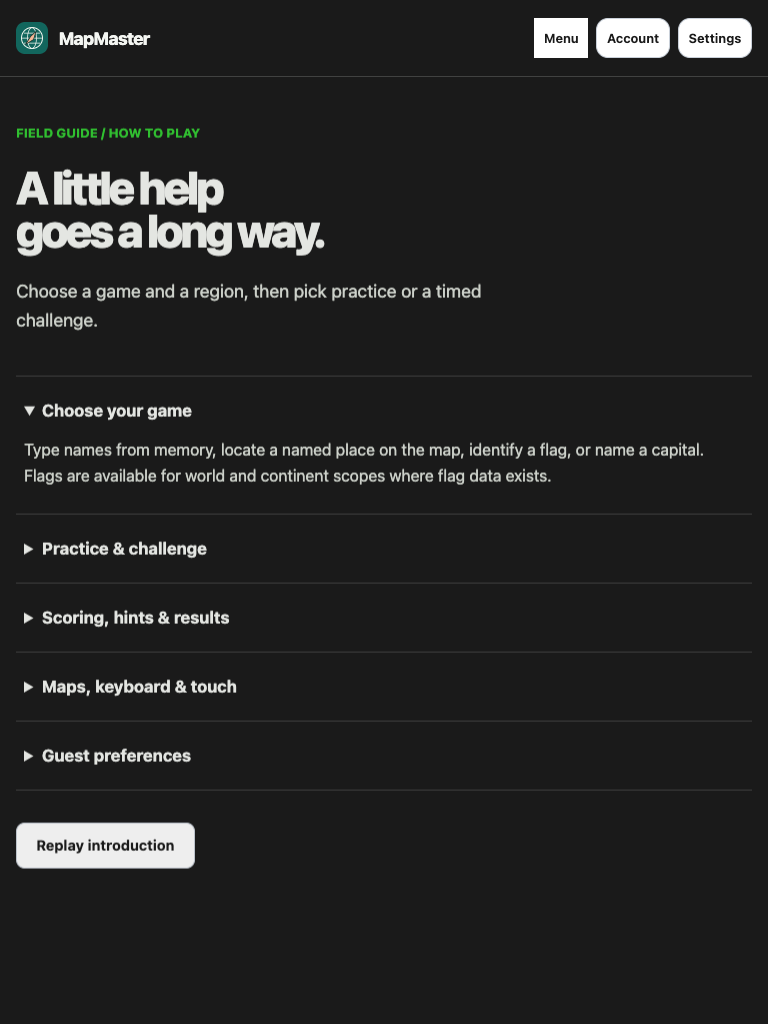 MapMaster
Menu
Account
Settings
FIELD GUIDE / HOW TO PLAY
A little help
goes a long way.
Choose a game and a region, then pick practice or a timed
challenge.
Choose your game
Type names from memory, locate a named place on the map, identify a flag, or name a capital.
Flags are available for world and continent scopes where flag data exists.
Practice & challenge
Scoring, hints & results
Maps, keyboard & touch
Guest preferences
Replay introduction